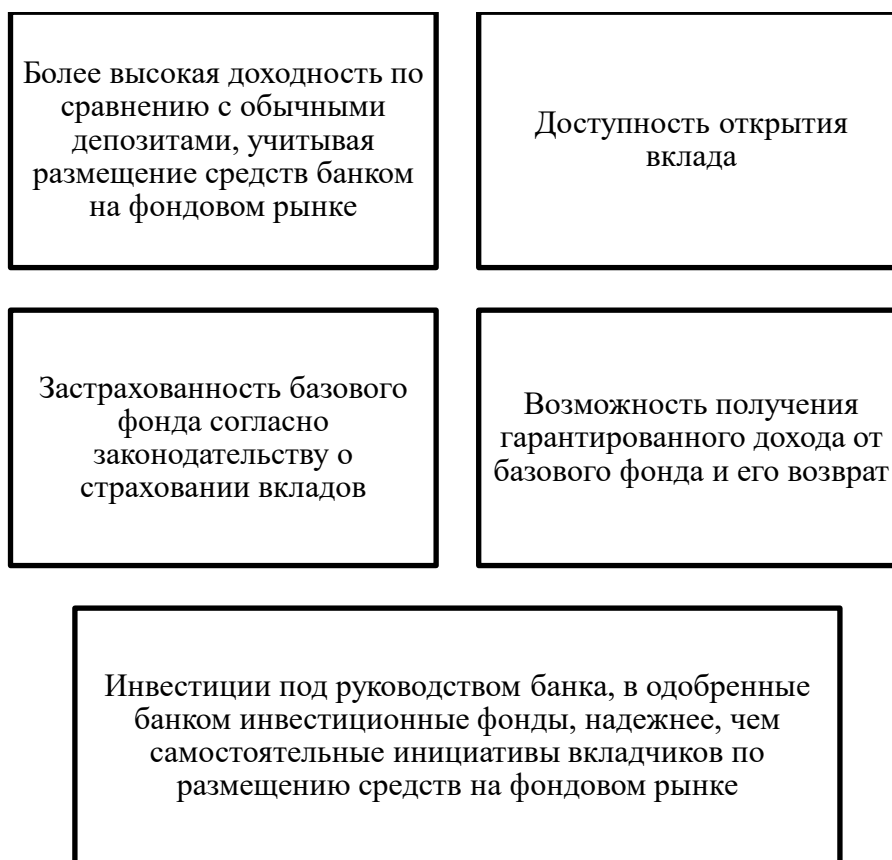 Более высокая доходность по
сравнению с обычными
депозитами, учитывая
размещение средств банком
на фондовом рынке
Доступность открытия
вклада
Застрахованность базового
фонда согласно
законодательству о
страховании вкладов
Возможность получения
гарантированного дохода от
базового фонда и его возврат
Инвестиции под руководством банка, в одобренные
банком инвестиционные фонды, надежнее, чем
самостоятельные инициативы вкладчиков по
размещению средств на фондовом рынке